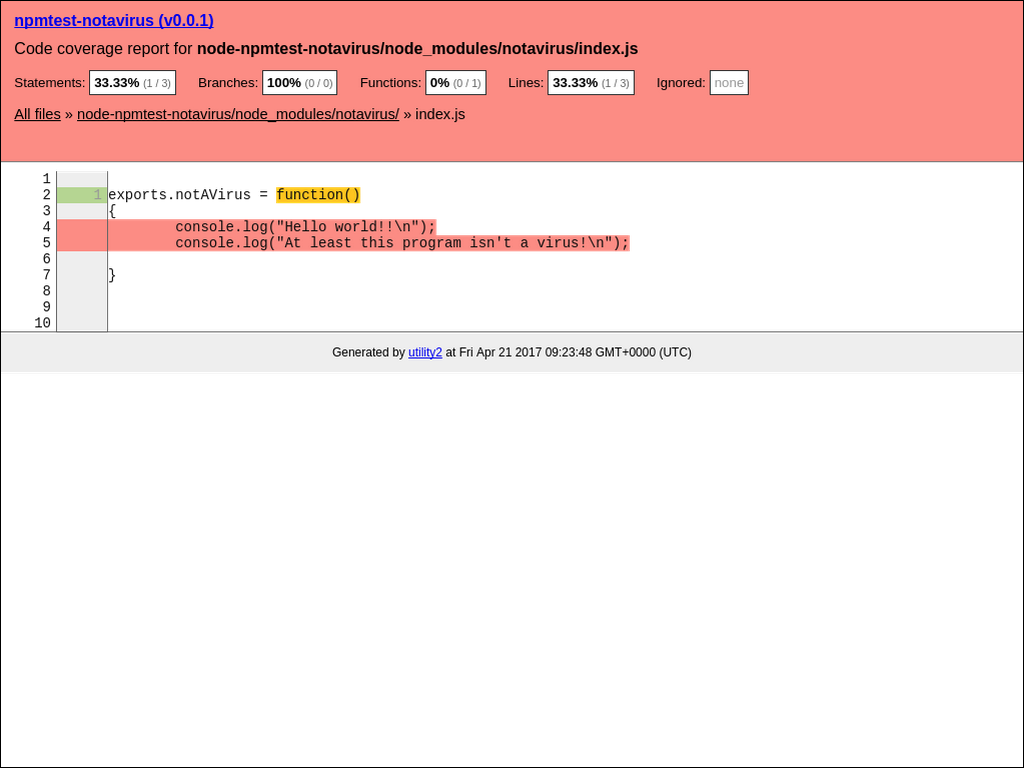 npmtest-notavirus (v0.0.1)
Code coverage report for node-npmtest-notavirus/node_modules/notavirus/index.js
Statements: 33.33% (1 / 3) Branches: 100% (0 / 0) Functions: 0% (0 / 1) Lines: 33.33% (1 / 3) Ignored: none
All files » node-npmtest-notavirus/node_modules/notavirus/ » index.js
1
2 1 exports.notAVirus = function()
3 {
4 console.log("Hello world!!\n");
5 console.log("At least this program isn't a virus!\n");
6
7 }
8
9
10
Generated by utility2 at Fri Apr 21 2017 09:23:48 GMT+0000 (UTC)